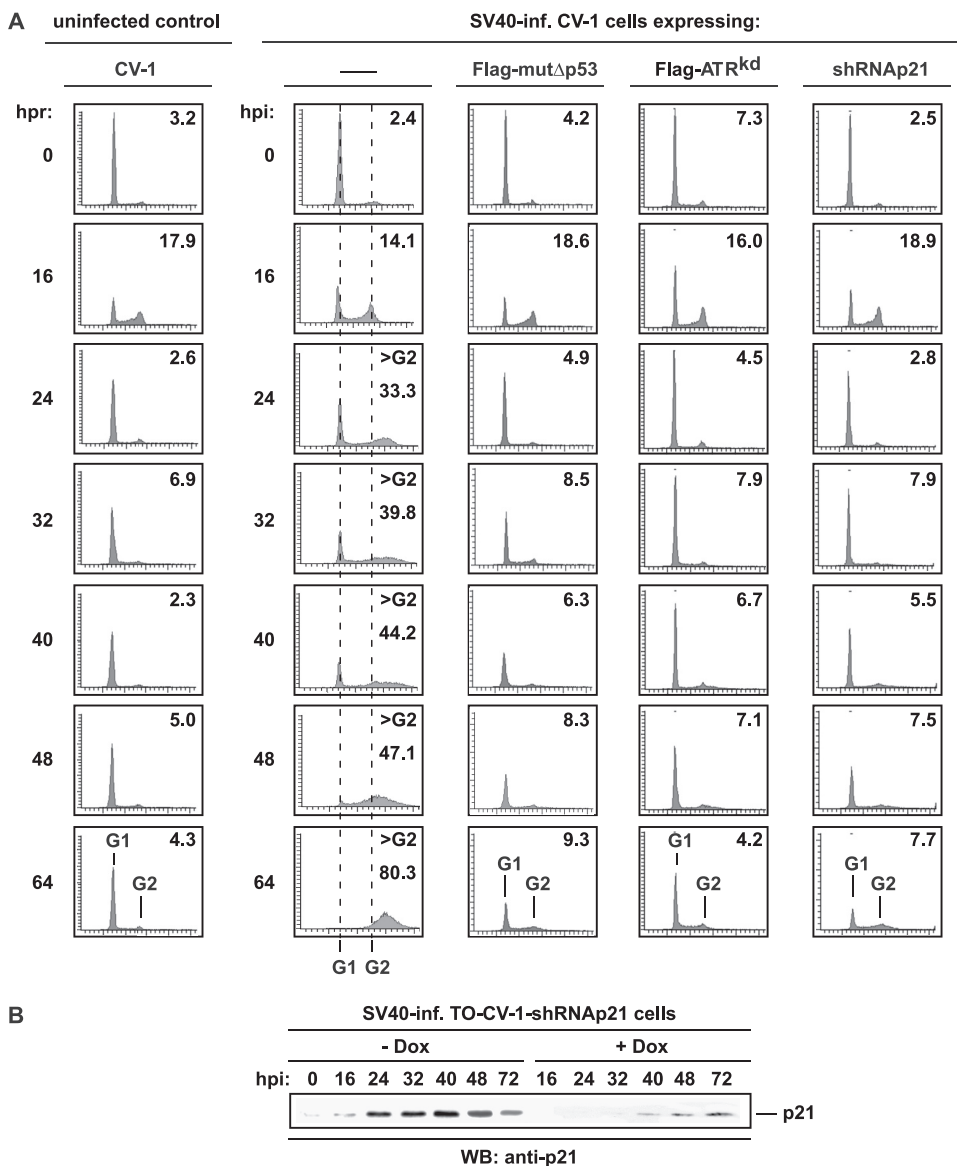 A
uninfected control
SV40-inf. CV-1 cells expressing:
CV-1
—
Flag-mutΔp53
Flag-ATRkd
shRNAp21
hpr:
hpi:
0 3.2 0 2.4 4.2 7.3 2.5
16 17.9 16 14.1 18.6 16.0 18.9
24 2.6 24 >G2 33.3 4.9 4.5 2.8
32 6.9 32 >G2 39.8 8.5 7.9 7.9
40 2.3 40 >G2 44.2 6.3 6.7 5.5
48 5.0 48 >G2 47.1 8.3 7.1 7.5
64 4.3 64 >G2 80.3 9.3 4.2 7.7
G1 G2
G1 G2
G1 G2
G1 G2
G1 G2
B
SV40-inf. TO-CV-1-shRNAp21 cells
- Dox + Dox
hpi: 0 16 24 32 40 48 72 16 24 32 40 48 72
p21
WB: anti-p21